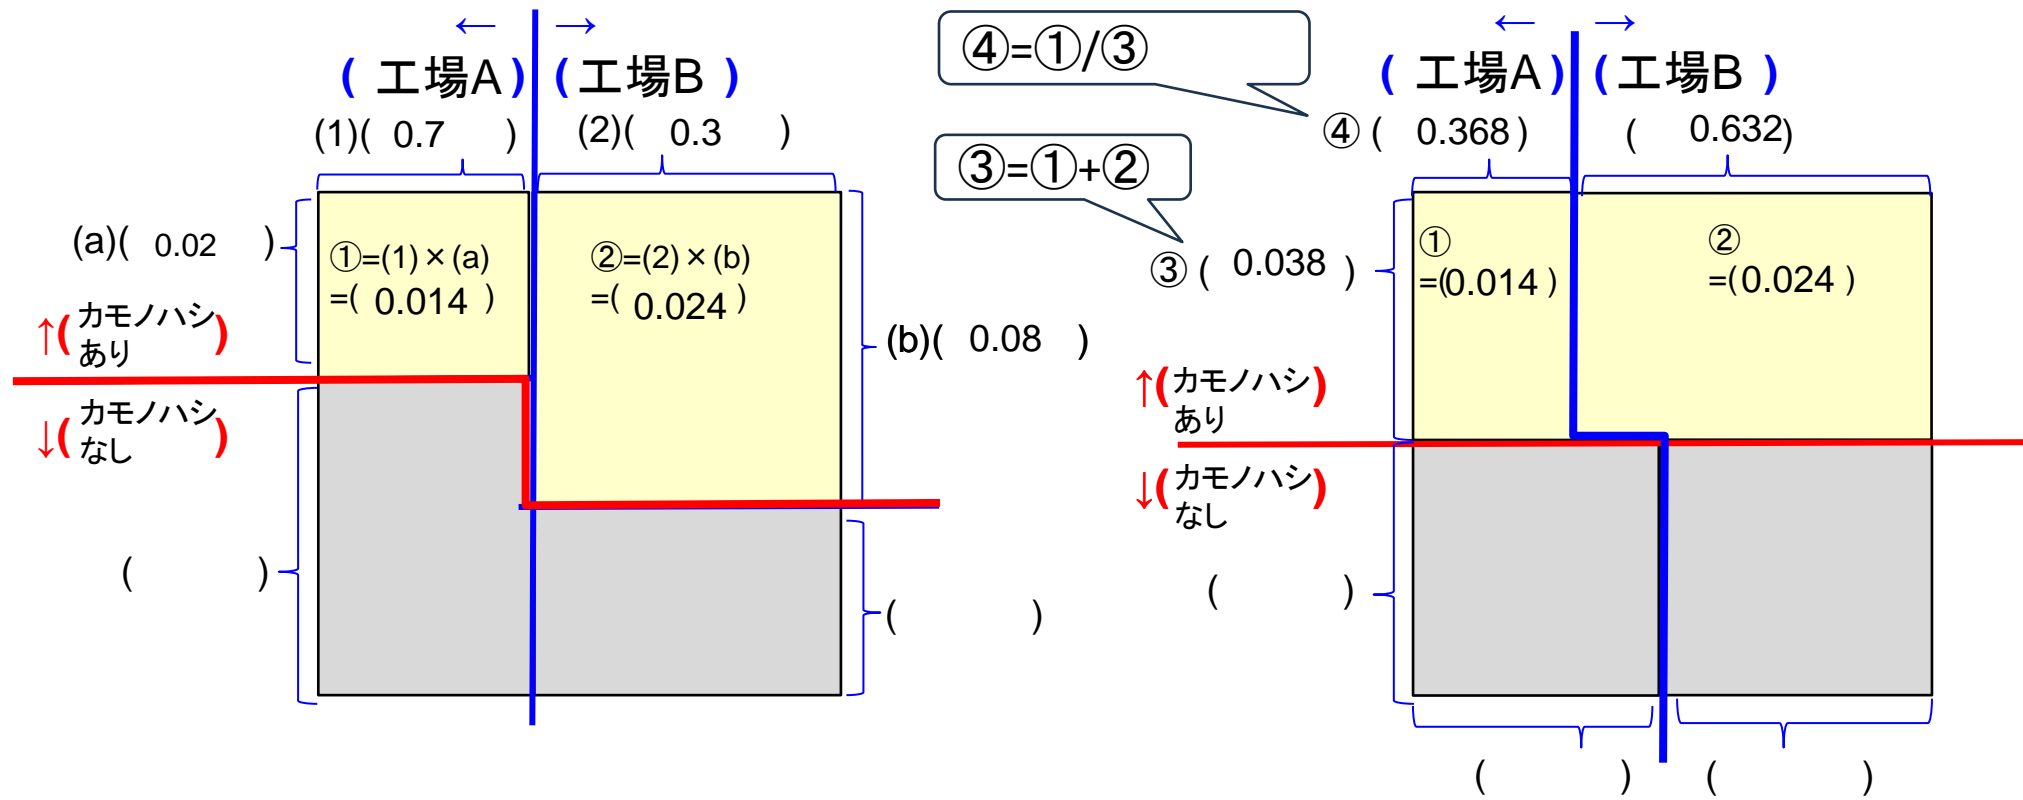 ← →
( 工場A ) ( 工場B )
(1)( 0.7 ) (2)( 0.3 )
(a)( 0.02 )
①=(1)×(a)
=( 0.014 )
②=(2)×(b)
=( 0.024 )
↑( カモノハシ )
あり
(b)( 0.08 )
↓( カモノハシ )
なし
( )
( )
④=①/③
③=①+②
← →
( 工場A ) ( 工場B )
④ ( 0.368 ) ( 0.632 )
③ ( 0.038 )
①
=(0.014 )
②
=(0.024 )
↑( カモノハシ )
あり
↓( カモノハシ )
なし
( )
( ) ( )